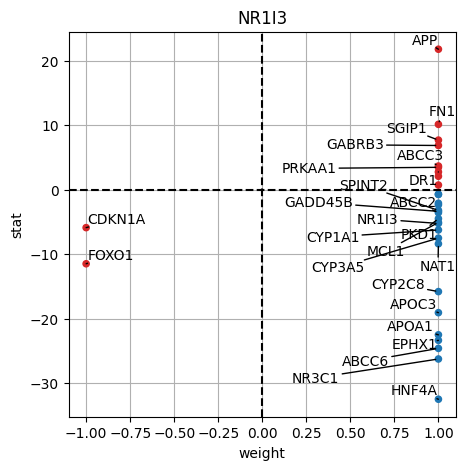 NR1I3
APP
FN1
SGIP1
GABRB3
ABCC3
PRKAA1
DR1
SPINT2
GADD45B
ABCC2
NR1I3
CDKN1A
CYP1A1
PKD1
MCL1
FOXO1
CYP3A5
NAT1
CYP2C8
APOC3
APOA1
EPHX1
ABCC6
NR3C1
HNF4A
20
10
0
−10
−20
−30
stat
−1.00 −0.75 −0.50 −0.25 0.00 0.25 0.50 0.75 1.00
weight